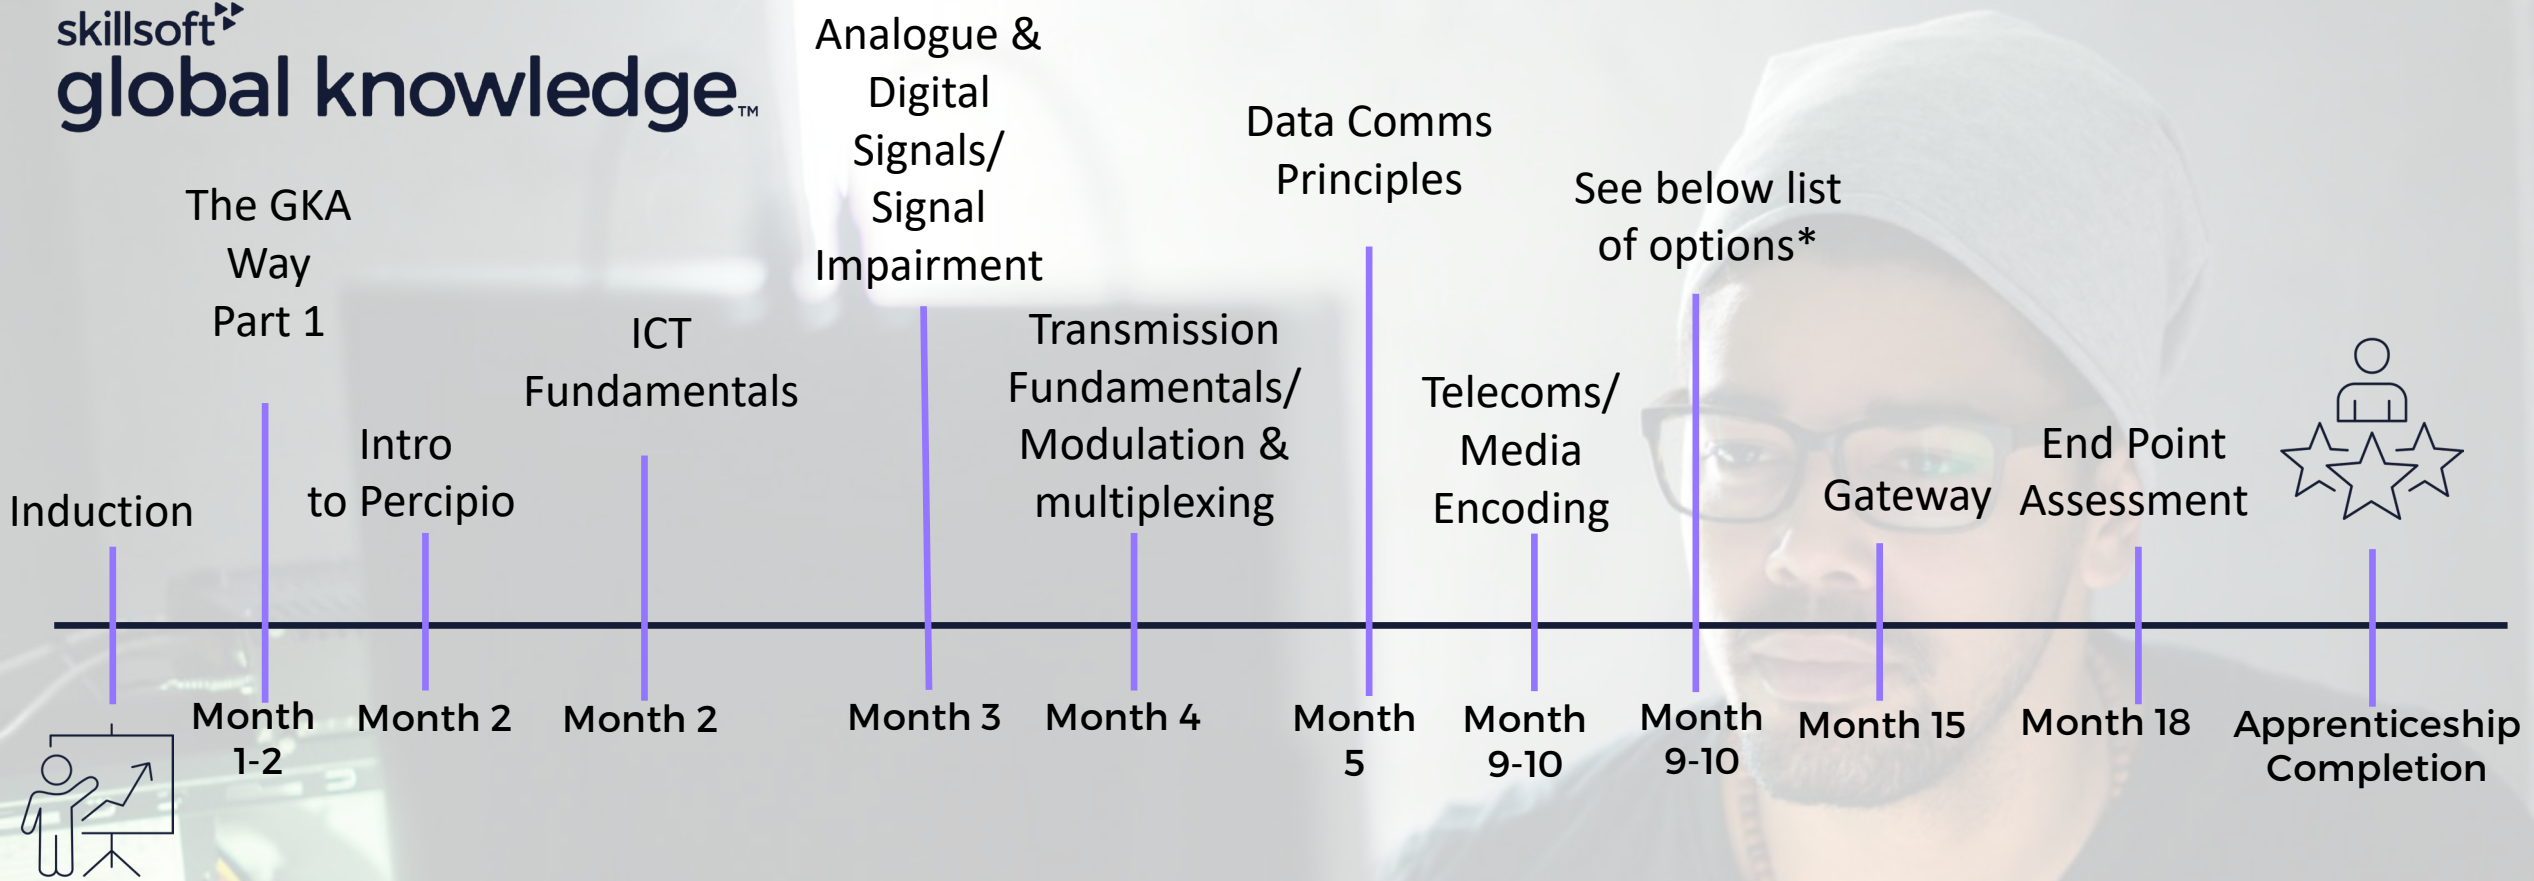 skillsoft
global knowledge™
The GKA
Way
Part 1
Induction
Intro
to Percipio
ICT
Fundamentals
Analogue &
Digital
Signals/
Signal
Impairment
Transmission
Fundamentals/
Modulation &
multiplexing
Data Comms
Principles
Telecoms/
Media
Encoding
See below list
of options*
Gateway
End Point
Assessment
Month
1-2
Month 2
Month 2
Month 3
Month 4
Month
5
Month
9-10
Month
9-10
Month 15
Month 18
Apprenticeship
Completion